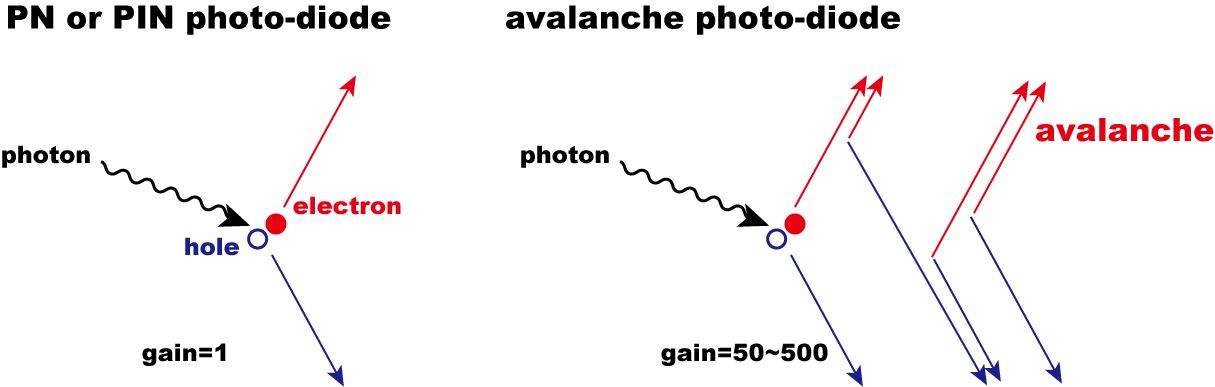 PN or PIN photo-diode
photon
electron
hole
gain=1
avalanche photo-diode
photon
avalanche
gain=50~500